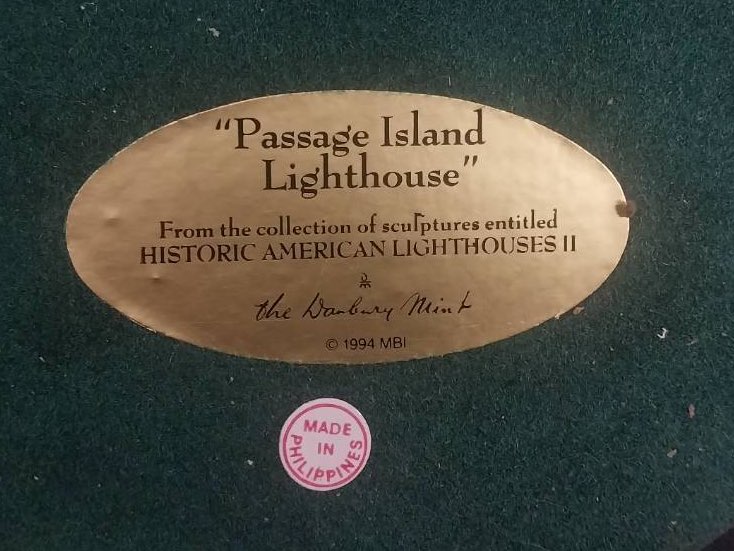 "Passage Island
Lighthouse"
From the collection of sculptures entitled
HISTORIC AMERICAN LIGHTHOUSES II
DM
the Danbury Mint
© 1994 MBI
MADE
IN
PHILIPPINES